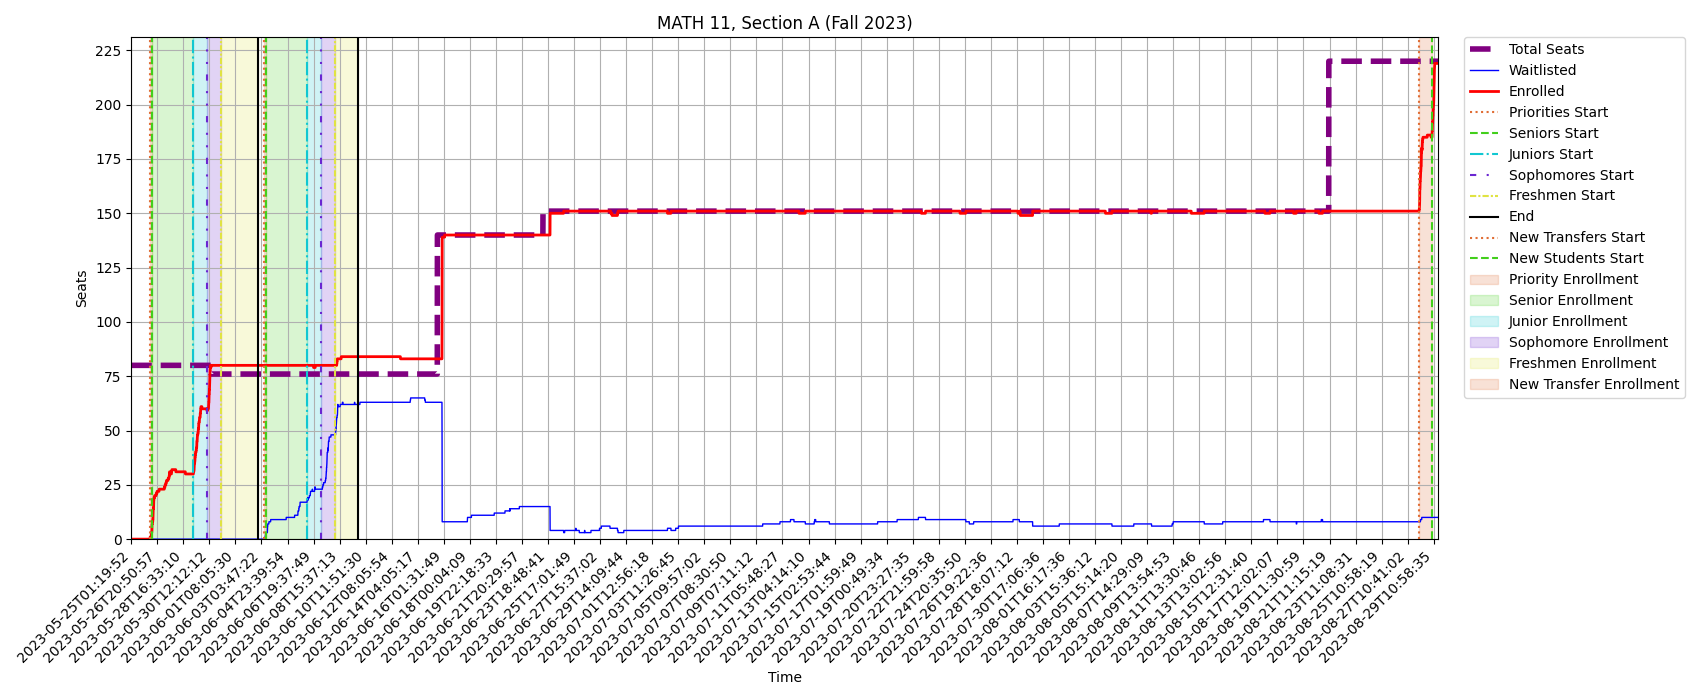 MATH 11, Section A (Fall 2023)
Seats
225
200
175
150
125
100
75
50
25
0
2023-05-25T01:19:52
2023-05-26T20:50:57
2023-05-28T16:33:10
2023-05-30T12:12:12
2023-06-01T08:05:30
2023-06-03T03:47:22
2023-06-04T23:39:54
2023-06-06T19:37:49
2023-06-08T15:37:13
2023-06-10T11:51:30
2023-06-12T08:05:54
2023-06-14T04:05:17
2023-06-16T01:31:49
2023-06-18T00:04:09
2023-06-19T22:18:33
2023-06-21T20:29:57
2023-06-23T18:48:41
2023-06-25T17:01:49
2023-06-27T15:37:02
2023-06-29T14:09:44
2023-07-01T12:56:18
2023-07-03T11:26:45
2023-07-05T09:57:02
2023-07-07T08:30:50
2023-07-09T07:11:12
2023-07-11T05:48:27
2023-07-13T04:14:10
2023-07-15T02:53:44
2023-07-17T01:59:49
2023-07-19T00:49:34
2023-07-20T23:27:35
2023-07-22T21:59:58
2023-07-24T20:35:50
2023-07-26T19:22:36
2023-07-28T18:07:12
2023-07-30T17:06:36
2023-08-01T16:17:36
2023-08-03T15:36:12
2023-08-05T15:14:20
2023-08-07T14:29:09
2023-08-09T13:54:53
2023-08-11T13:30:46
2023-08-13T13:02:56
2023-08-15T12:31:40
2023-08-17T12:02:07
2023-08-19T11:30:59
2023-08-21T11:15:19
2023-08-23T11:08:31
2023-08-25T10:58:19
2023-08-27T10:41:02
2023-08-29T10:58:35
Time
Total Seats
Waitlisted
Enrolled
Priorities Start
Seniors Start
Juniors Start
Sophomores Start
Freshmen Start
End
New Transfers Start
New Students Start
Priority Enrollment
Senior Enrollment
Junior Enrollment
Sophomore Enrollment
Freshmen Enrollment
New Transfer Enrollment